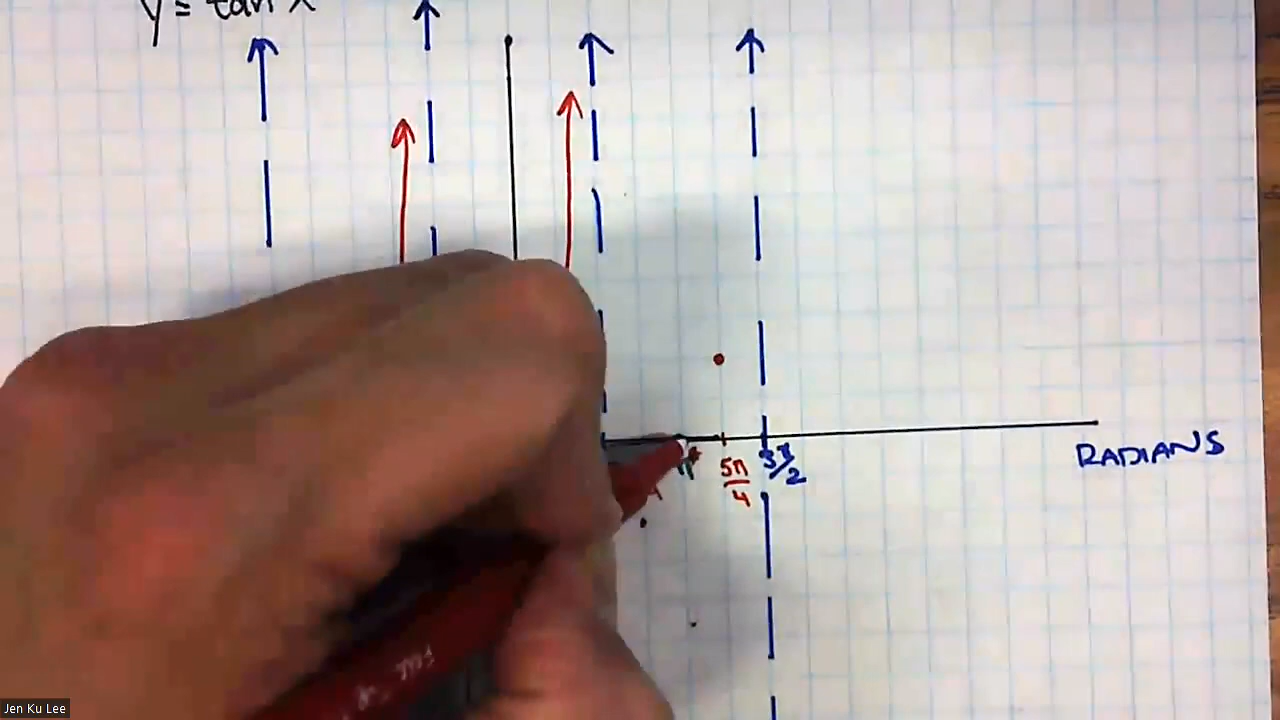 y = tan x
RADIANS
π
5π/4
3π/2
Jen Ku Lee